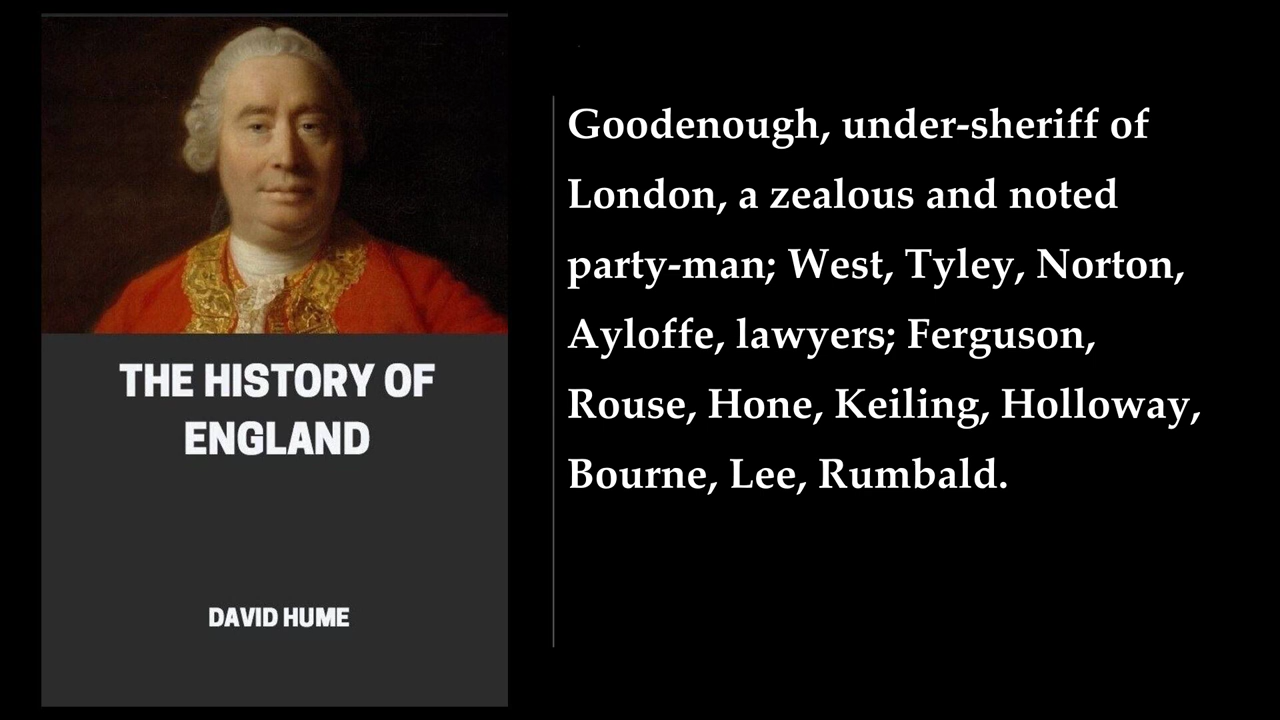 THE HISTORY OF
ENGLAND
DAVID HUME
Goodenough, under-sheriff of
London, a zealous and noted
party-man; West, Tyley, Norton,
Ayloffe, lawyers; Ferguson,
Rouse, Hone, Keiling, Holloway,
Bourne, Lee, Rumbald.